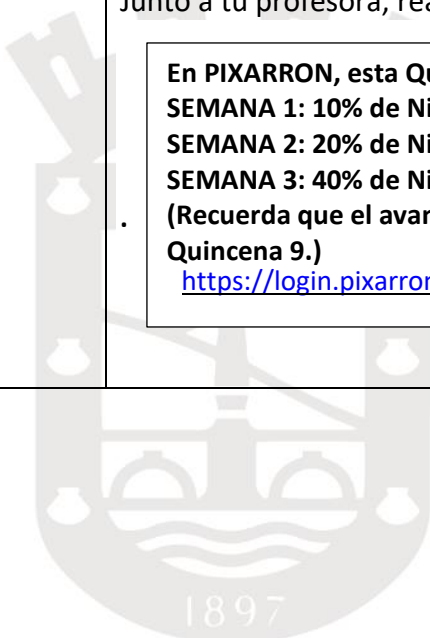 Junto a tu profesora, rea
En PIXARRON, esta Qu
SEMANA 1: 10% de Ni
SEMANA 2: 20% de Ni
SEMANA 3: 40% de Ni
. (Recuerda que el avan
Quincena 9.)
https://login.pixarron
1897